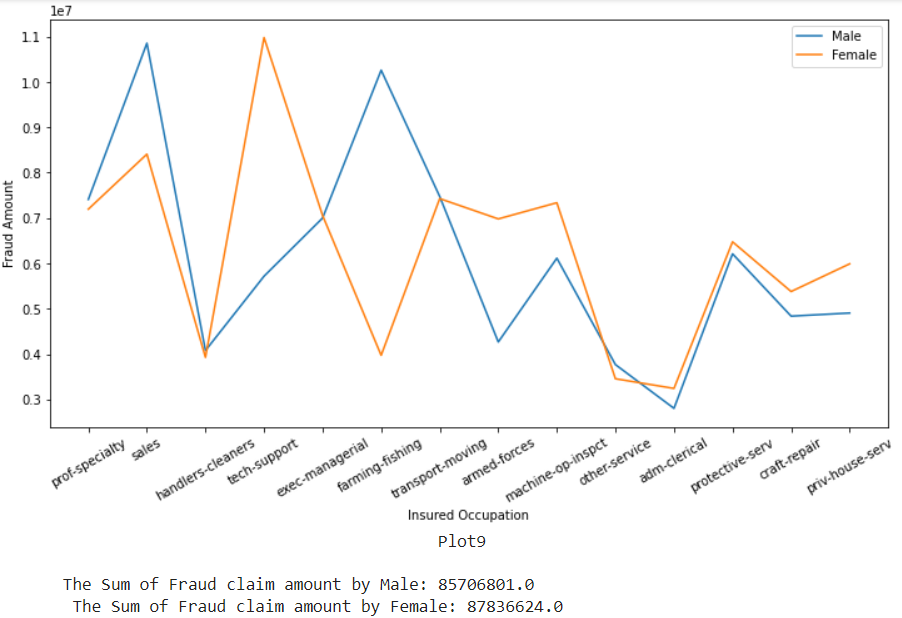 1e7
Male
Female
1.1
1.0
0.9
0.8
0.7
0.6
0.5
0.4
0.3
Fraud Amount
prof-specialty
sales
handlers-cleaners
tech-support
exec-managerial
farming-fishing
transport-moving
armed-forces
machine-op-inspct
other-service
adm-clerical
protective-serv
craft-repair
priv-house-serv
Insured Occupation
Plot9
The Sum of Fraud claim amount by Male: 85706801.0
The Sum of Fraud claim amount by Female: 87836624.0